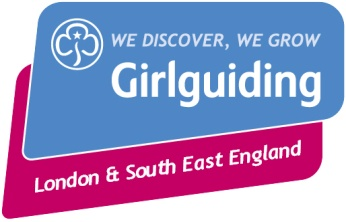 WE DISCOVER, WE GROW
Girlguiding
London & South East England